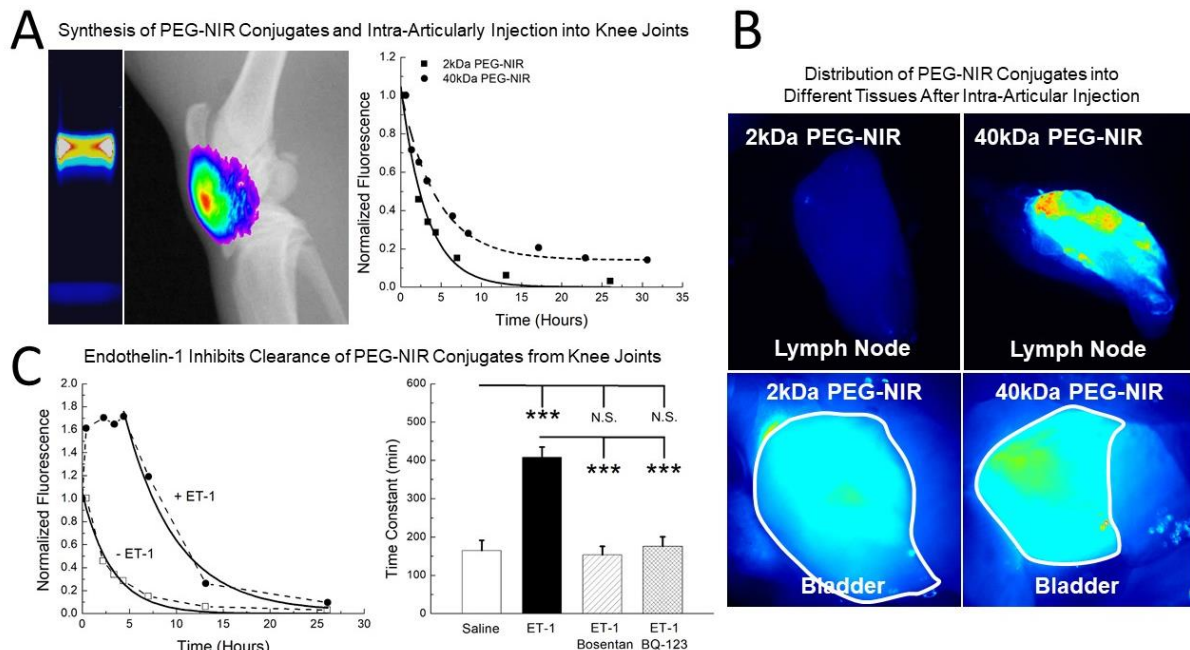 A
Synthesis of PEG-NIR Conjugates and Intra-Articularly Injection into Knee Joints
Normalized Fluorescence
1.0
0.8
0.6
0.4
0.2
0.0
2kDa PEG-NIR
40kDa PEG-NIR
0 5 10 15 20 25 30 35
Time (Hours)
B
Distribution of PEG-NIR Conjugates into
Different Tissues After Intra-Articular Injection
2kDa PEG-NIR
Lymph Node
40kDa PEG-NIR
Lymph Node
2kDa PEG-NIR
Bladder
40kDa PEG-NIR
Bladder
C
Endothelin-1 Inhibits Clearance of PEG-NIR Conjugates from Knee Joints
Normalized Fluorescence
2.0
1.8
1.6
1.4
1.2
1.0
0.8
0.6
0.4
0.2
0.0
+ ET-1
- ET-1
0 5 10 15 20 25 30
Time (Hours)
Time Constant (min)
600
500
400
300
200
100
0
*** N.S. N.S.
*** ***
Saline ET-1 ET-1 ET-1
Bosentan BQ-123